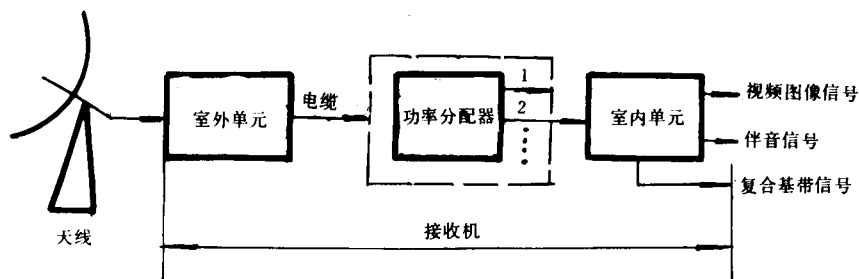 天线
室外单元
电缆
功率分配器
1
2
室内单元
视频图像信号
伴音信号
复合基带信号
接收机